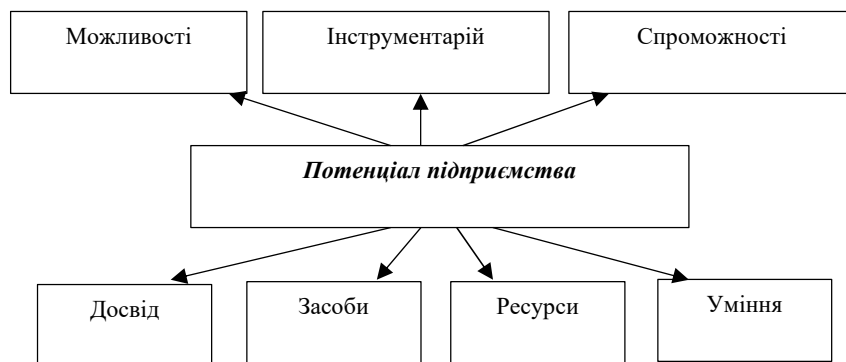 Можливості
Інструментарій
Спроможності
Потенціал підприємства
Досвід
Засоби
Ресурси
Уміння